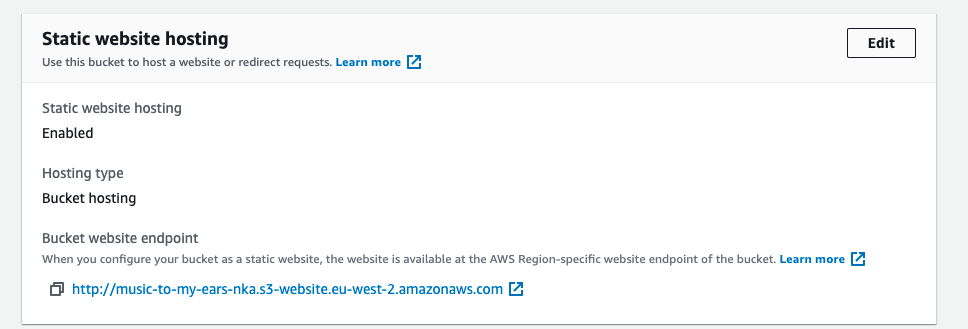 Static website hosting
Edit
Use this bucket to host a website or redirect requests. Learn more
Static website hosting
Enabled
Hosting type
Bucket hosting
Bucket website endpoint
When you configure your bucket as a static website, the website is available at the AWS Region-specific website endpoint of the bucket. Learn more
http://music-to-my-ears-nka.s3-website.eu-west-2.amazonaws.com